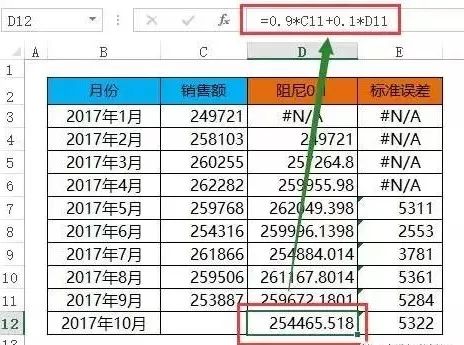 D12 fx =0.9*C11+0.1*D11
A B C D E
1
2 月份 销售额 阻尼0.1 标准误差
3 2017年1月 249721 #N/A #N/A
4 2017年2月 258103 249721 #N/A
5 2017年3月 260255 257264.8 #N/A
6 2017年4月 262282 259955.98 #N/A
7 2017年5月 259768 262049.398 5311
8 2017年6月 254316 259996.1398 2553
9 2017年7月 261866 254884.014 3781
10 2017年8月 259506 261167.8014 5361
11 2017年9月 253887 259672.1801 5284
12 2017年10月 254465.518 5322